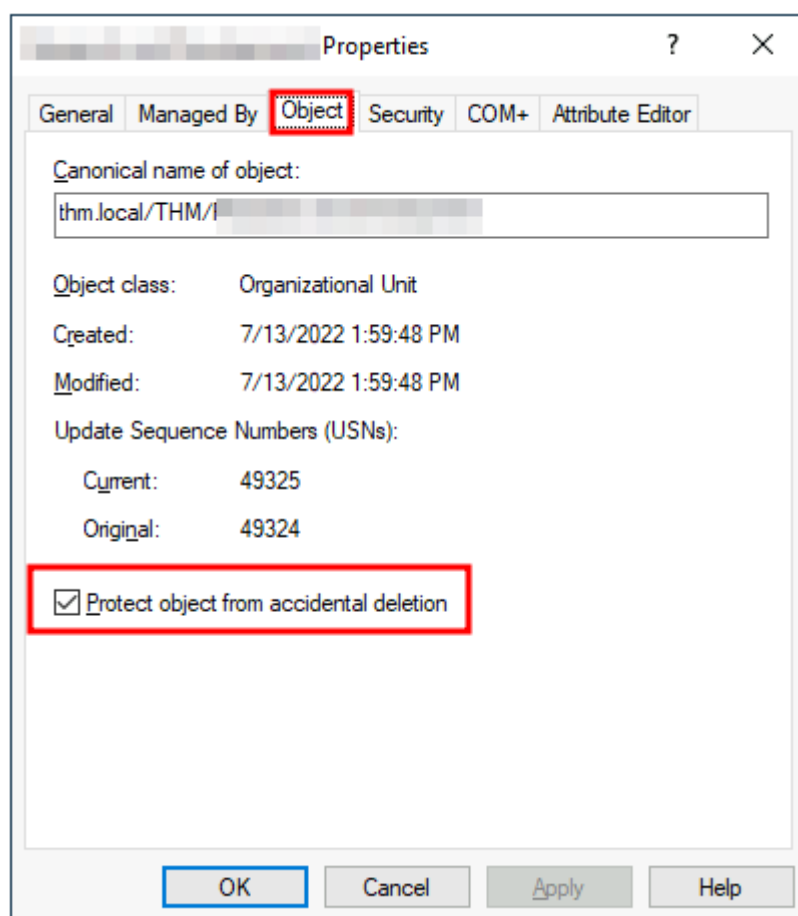 Properties ?
General Managed By Object Security COM+ Attribute Editor
Canonical name of object:
thm.local/THM/
Object class: Organizational Unit
Created: 7/13/2022 1:59:48 PM
Modified: 7/13/2022 1:59:48 PM
Update Sequence Numbers (USNs):
Current: 49325
Original: 49324
Protect object from accidental deletion
OK Cancel Apply Help